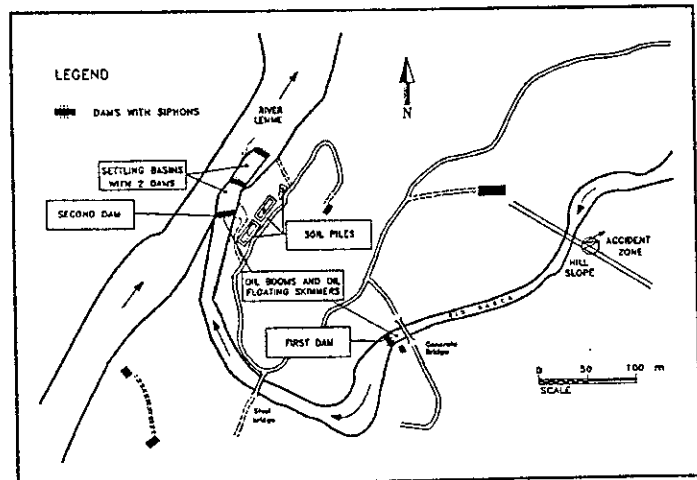 LEGEND
DAMS WITH SIPHONS
RIVER
LEMME
N
SETTLING BASINS
WITH 2 DAMS
SECOND DAM
SOIL PILES
OIL BOOMS AND OIL
FLOATING SKIMMERS
FIRST DAM
ACCIDENT
ZONE
HILL
SLOPE
Concrete
Bridge
Steel
bridge
0 50 100 m
SCALE